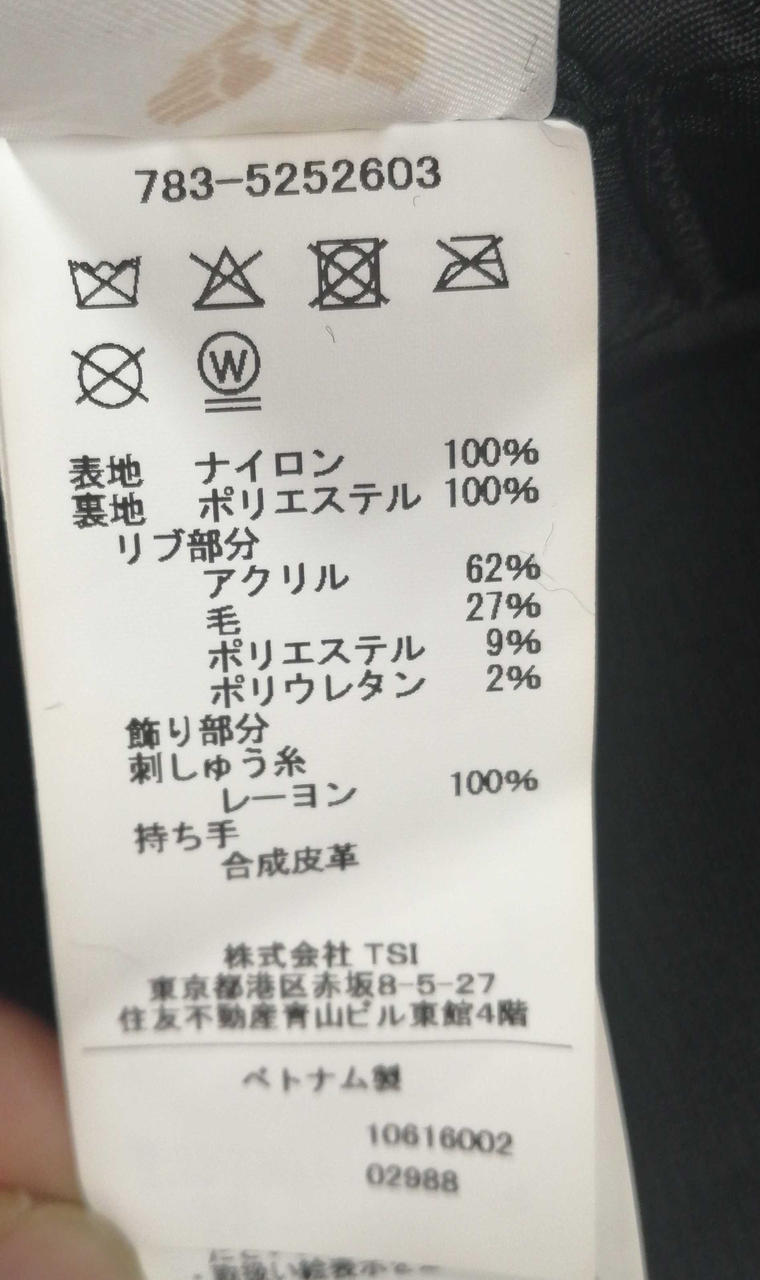 783-5252603
W
表地 ナイロン 100%
裏地 ポリエステル 100%
リブ部分
アクリル 62%
毛 27%
ポリエステル 9%
ポリウレタン 2%
飾り部分
刺しゅう糸
レーヨン 100%
持ち手
合成皮革
株式会社 TSI
東京都港区赤坂8-5-27
住友不動産青山ビル東館4階
ベトナム製
10616002
02988